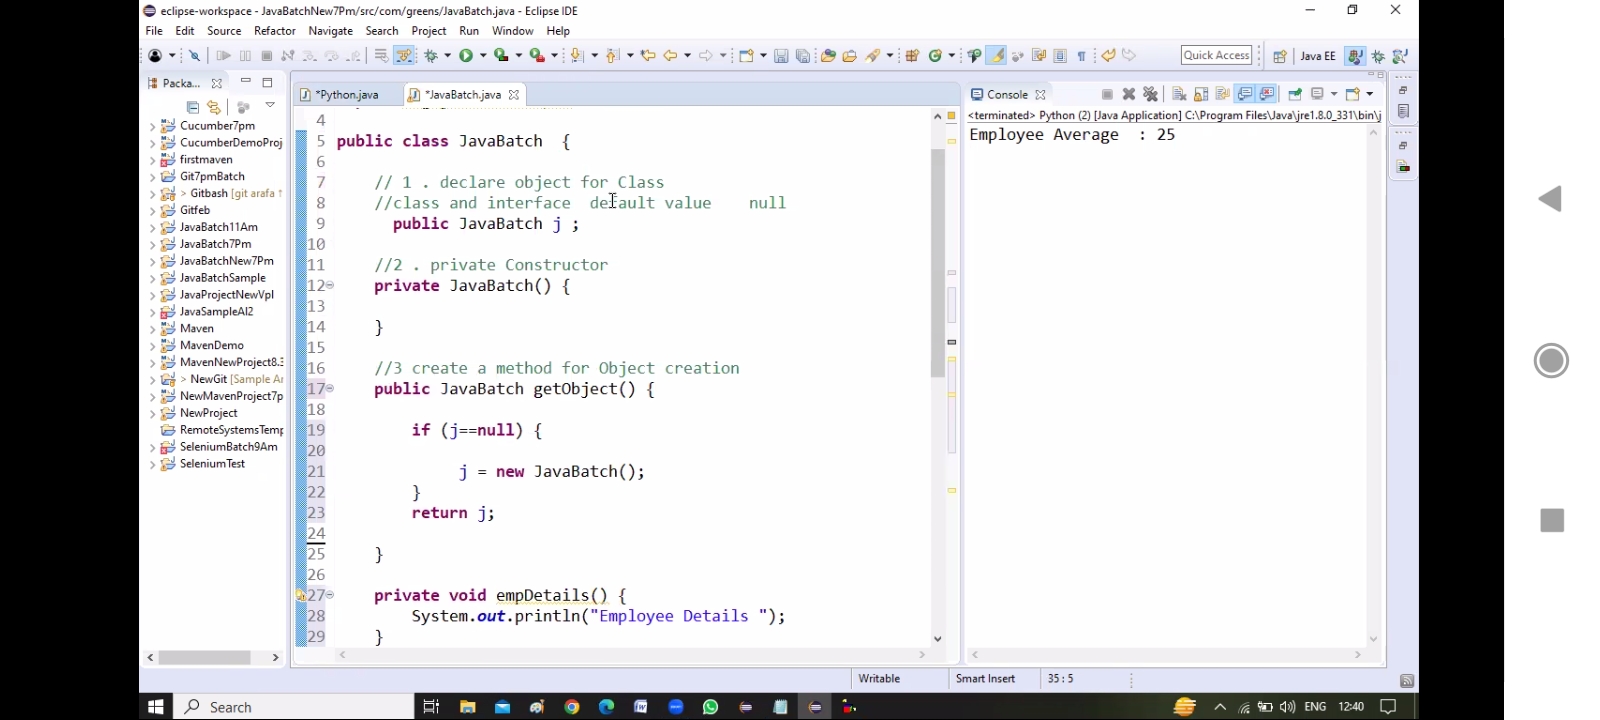 eclipse-workspace - JavaBatchNew7Pm/src/com/greens/JavaBatch.java - Eclipse IDE
File Edit Source Refactor Navigate Search Project Run Window Help
Quick Access
Java EE
Packa...
Cucumber7pm
CucumberDemoProj
firstmaven
Git7pmBatch
> Gitbash [git arafa
Gitfeb
JavaBatch11Am
JavaBatch7Pm
JavaBatchNew7Pm
JavaBatchSample
JavaProjectNewVpl
JavaSampleAI2
Maven
MavenDemo
MavenNewProject8.3
> NewGit [Sample Ar
NewMavenProject7p
NewProject
RemoteSystemsTemp
SeleniumBatch9Am
SeleniumTest
*Python.java
*JavaBatch.java
4
5 public class JavaBatch {
6
7 // 1 . declare object for Class
8 //class and interface default value null
9 public JavaBatch j ;
10
11 //2 . private Constructor
12 private JavaBatch() {
13
14 }
15
16 //3 create a method for Object creation
17 public JavaBatch getObject() {
18
19 if (j==null) {
20
21 j = new JavaBatch();
22 }
23 return j;
24
25 }
26
27 private void empDetails() {
28 System.out.println("Employee Details ");
29 }
Console
<terminated> Python (2) [Java Application] C:\Program Files\Java\jre1.8.0_331\bin\j
Employee Average : 25
Writable
Smart Insert
35 : 5
Search
ENG
12:40